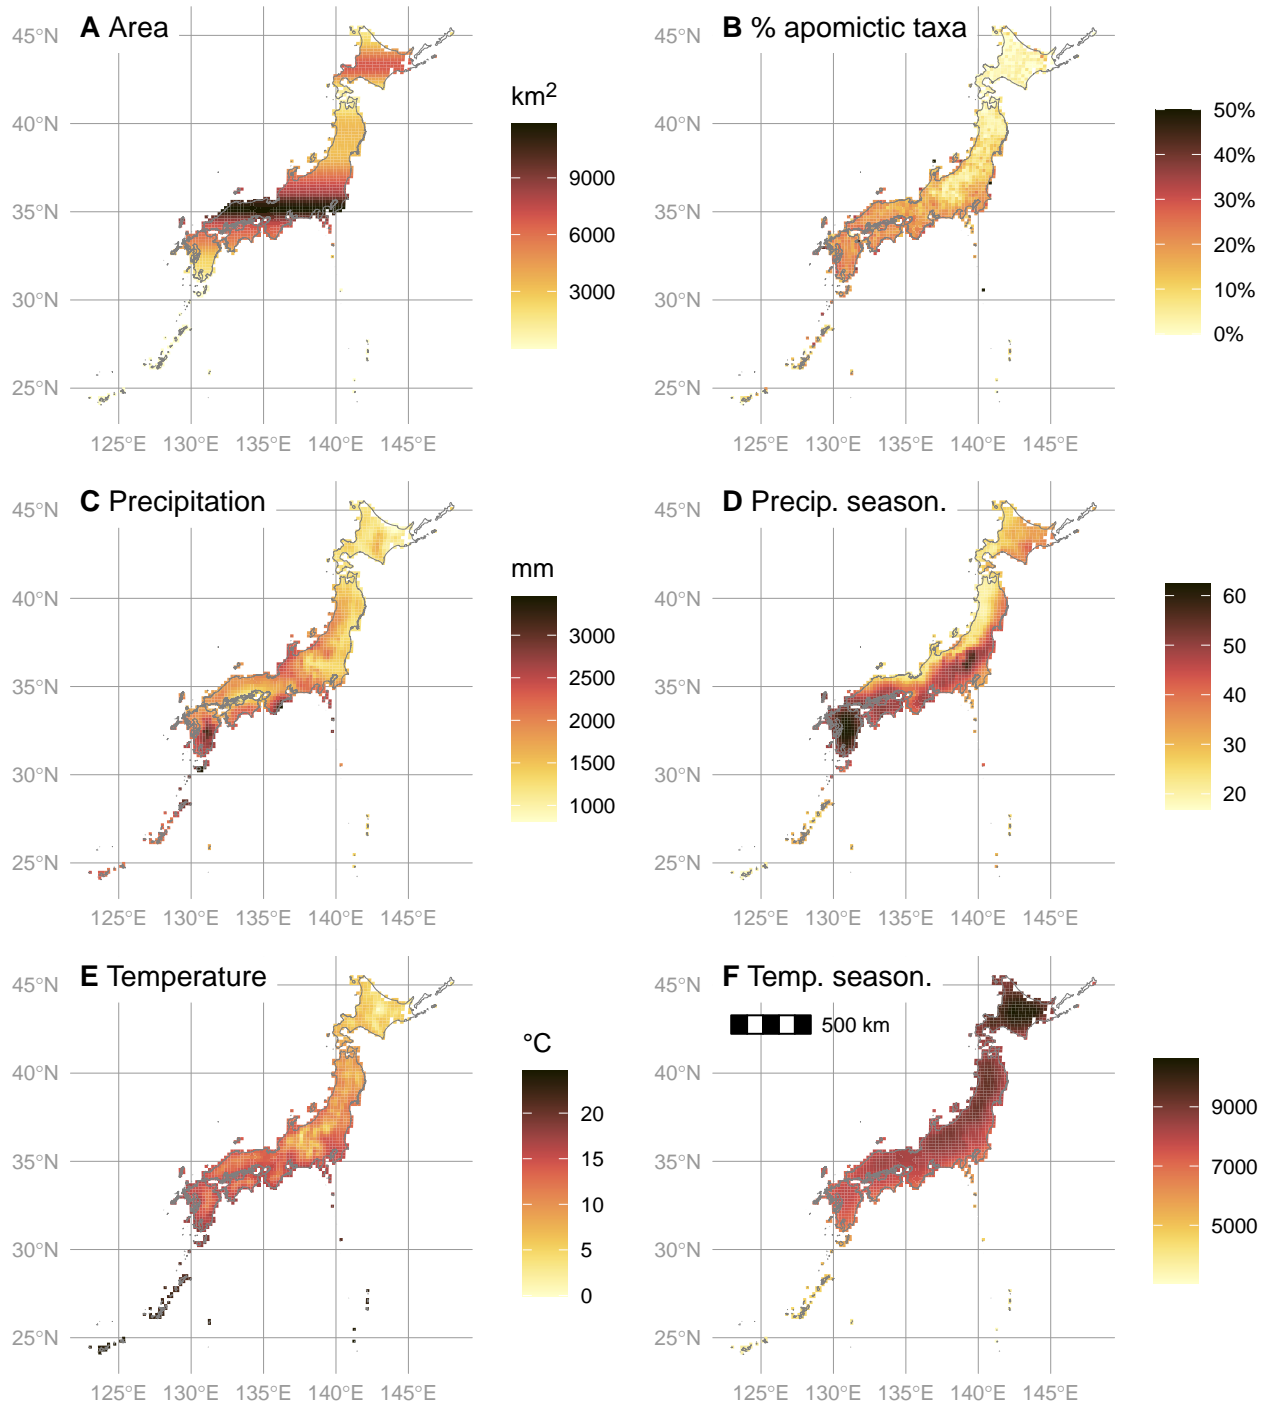 A Area
45°N
40°N
35°N
30°N
25°N
125°E 130°E 135°E 140°E 145°E
km²
9000
6000
3000
B % apomictic taxa
45°N
40°N
35°N
30°N
25°N
125°E 130°E 135°E 140°E 145°E
50%
40%
30%
20%
10%
0%
C Precipitation
45°N
40°N
35°N
30°N
25°N
125°E 130°E 135°E 140°E 145°E
mm
3000
2500
2000
1500
1000
D Precip. season.
45°N
40°N
35°N
30°N
25°N
125°E 130°E 135°E 140°E 145°E
60
50
40
30
20
E Temperature
45°N
40°N
35°N
30°N
25°N
125°E 130°E 135°E 140°E 145°E
°C
20
15
10
5
0
F Temp. season.
500 km
45°N
40°N
35°N
30°N
25°N
125°E 130°E 135°E 140°E 145°E
9000
7000
5000